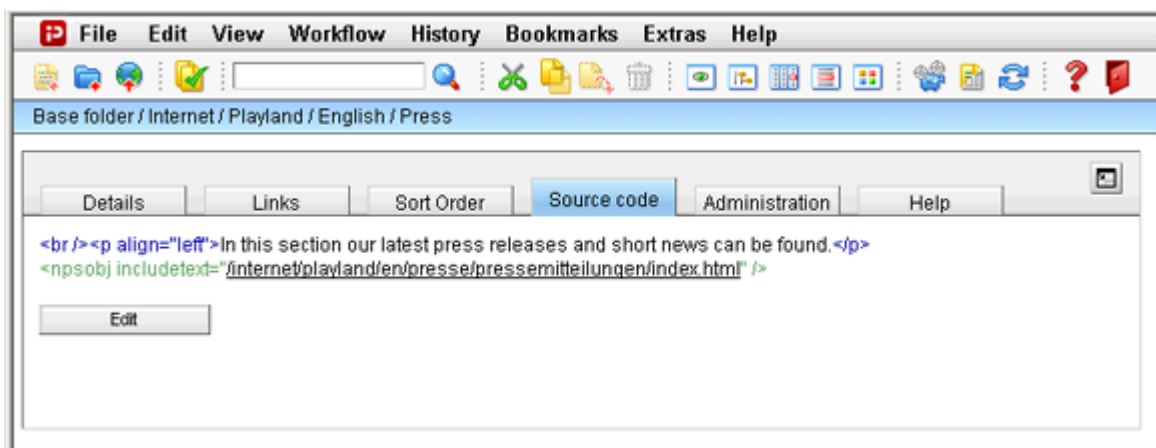 File Edit View Workflow History Bookmarks Extras Help
Base folder / Internet / Playland / English / Press
Details Links Sort Order Source code Administration Help
<br /><p align="left">In this section our latest press releases and short news can be found.</p>
<npsobj includetext="/internet/playland/en/presse/pressemitteilungen/index.html" />
Edit